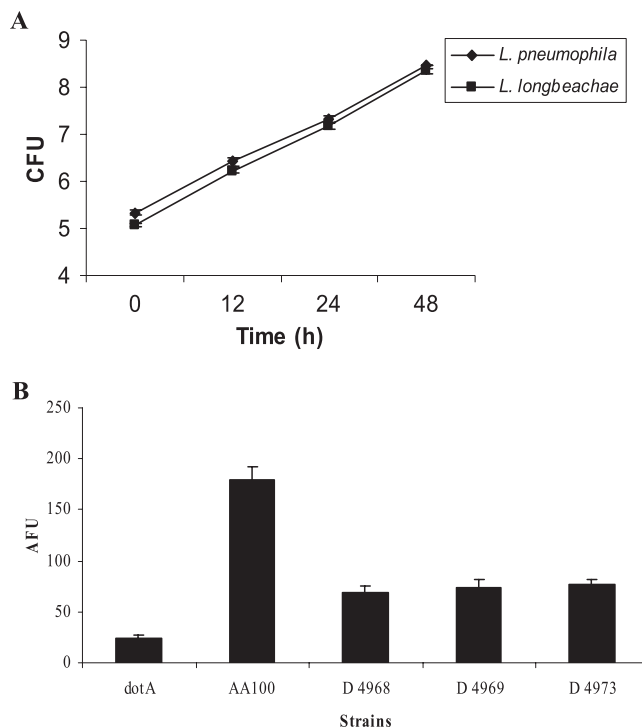 A
9
8
7
6
5
4
CFU
0 12 24 48
Time (h)
L. pneumophila
L. longbeachae
B
250
200
150
100
50
0
AFU
dotA AA100 D 4968 D 4969 D 4973
Strains